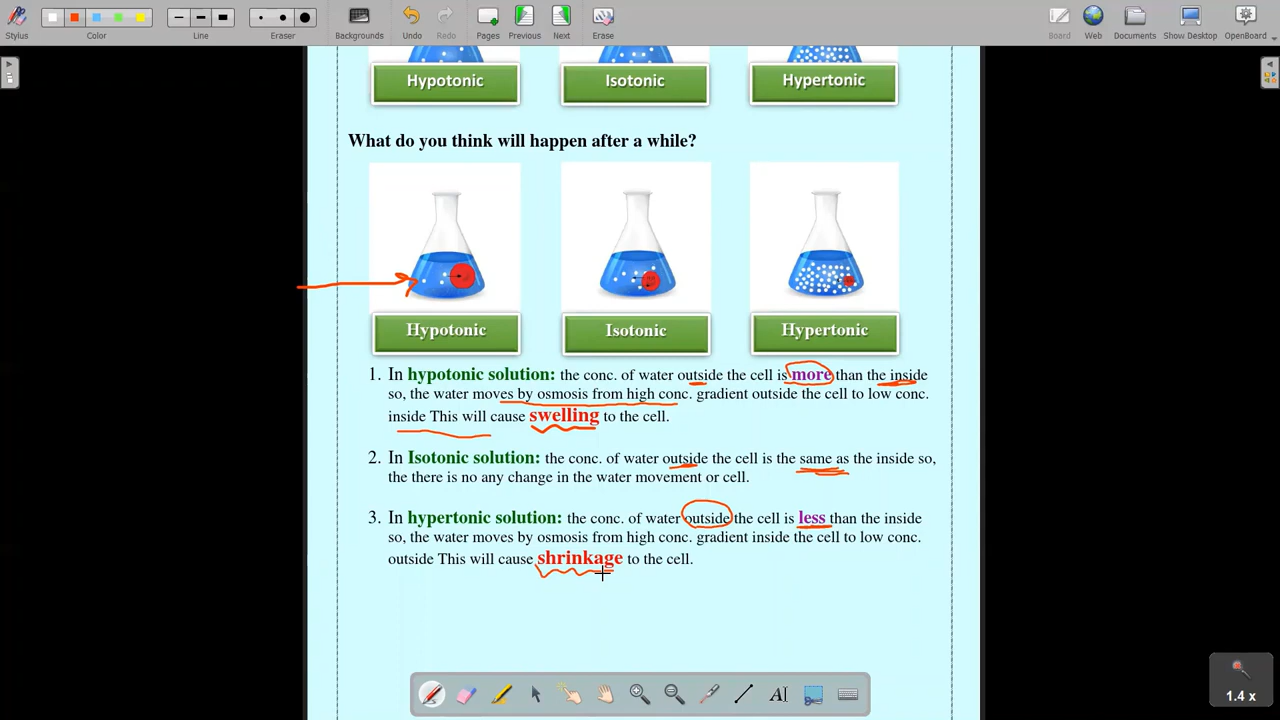 Color
Line
Eraser
Stylus
Backgrounds
Undo
Redo
Pages
Previous
Next
Erase
Board
Web
Documents
Show Desktop
OpenBoard
Hypotonic
Isotonic
Hypertonic
What do you think will happen after a while?
Hypotonic
Isotonic
Hypertonic
1. In hypotonic solution: the conc. of water outside the cell is more than the inside
so, the water moves by osmosis from high conc. gradient outside the cell to low conc.
inside This will cause swelling to the cell.
2. In Isotonic solution: the conc. of water outside the cell is the same as the inside so,
the there is no any change in the water movement or cell.
3. In hypertonic solution: the conc. of water outside the cell is less than the inside
so, the water moves by osmosis from high conc. gradient inside the cell to low conc.
outside This will cause shrinkage to the cell.
AI
1.4 x